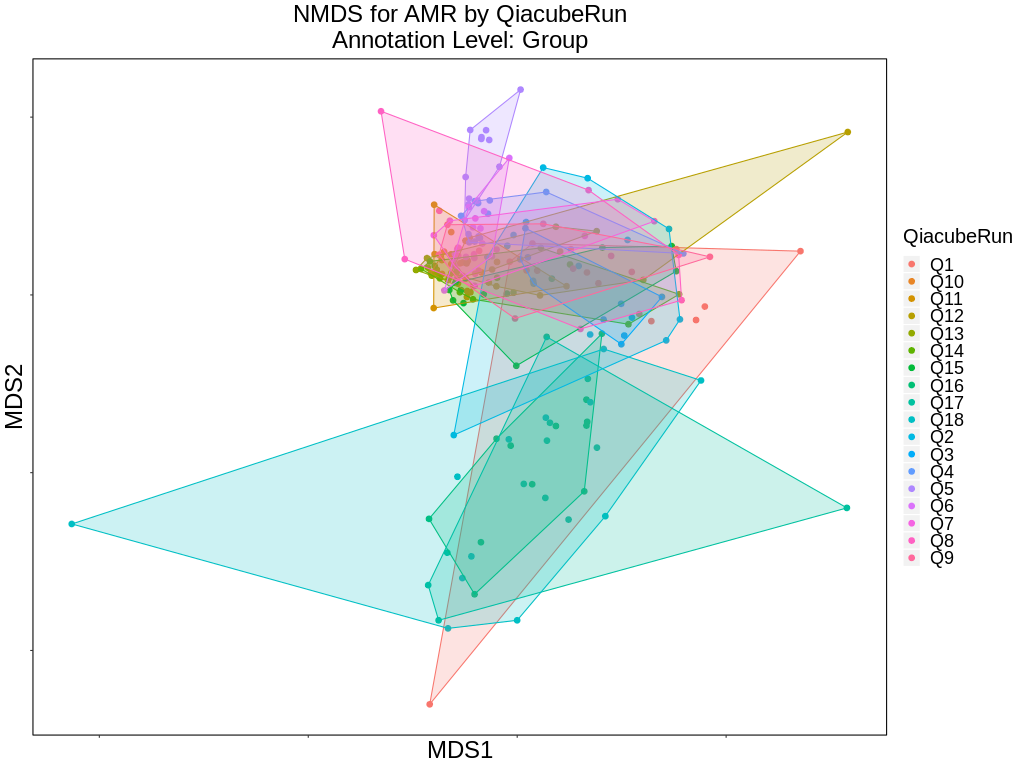 NMDS for AMR by QiacubeRun
Annotation Level: Group
MDS2
MDS1
QiacubeRun
Q1
Q10
Q11
Q12
Q13
Q14
Q15
Q16
Q17
Q18
Q2
Q3
Q4
Q5
Q6
Q7
Q8
Q9